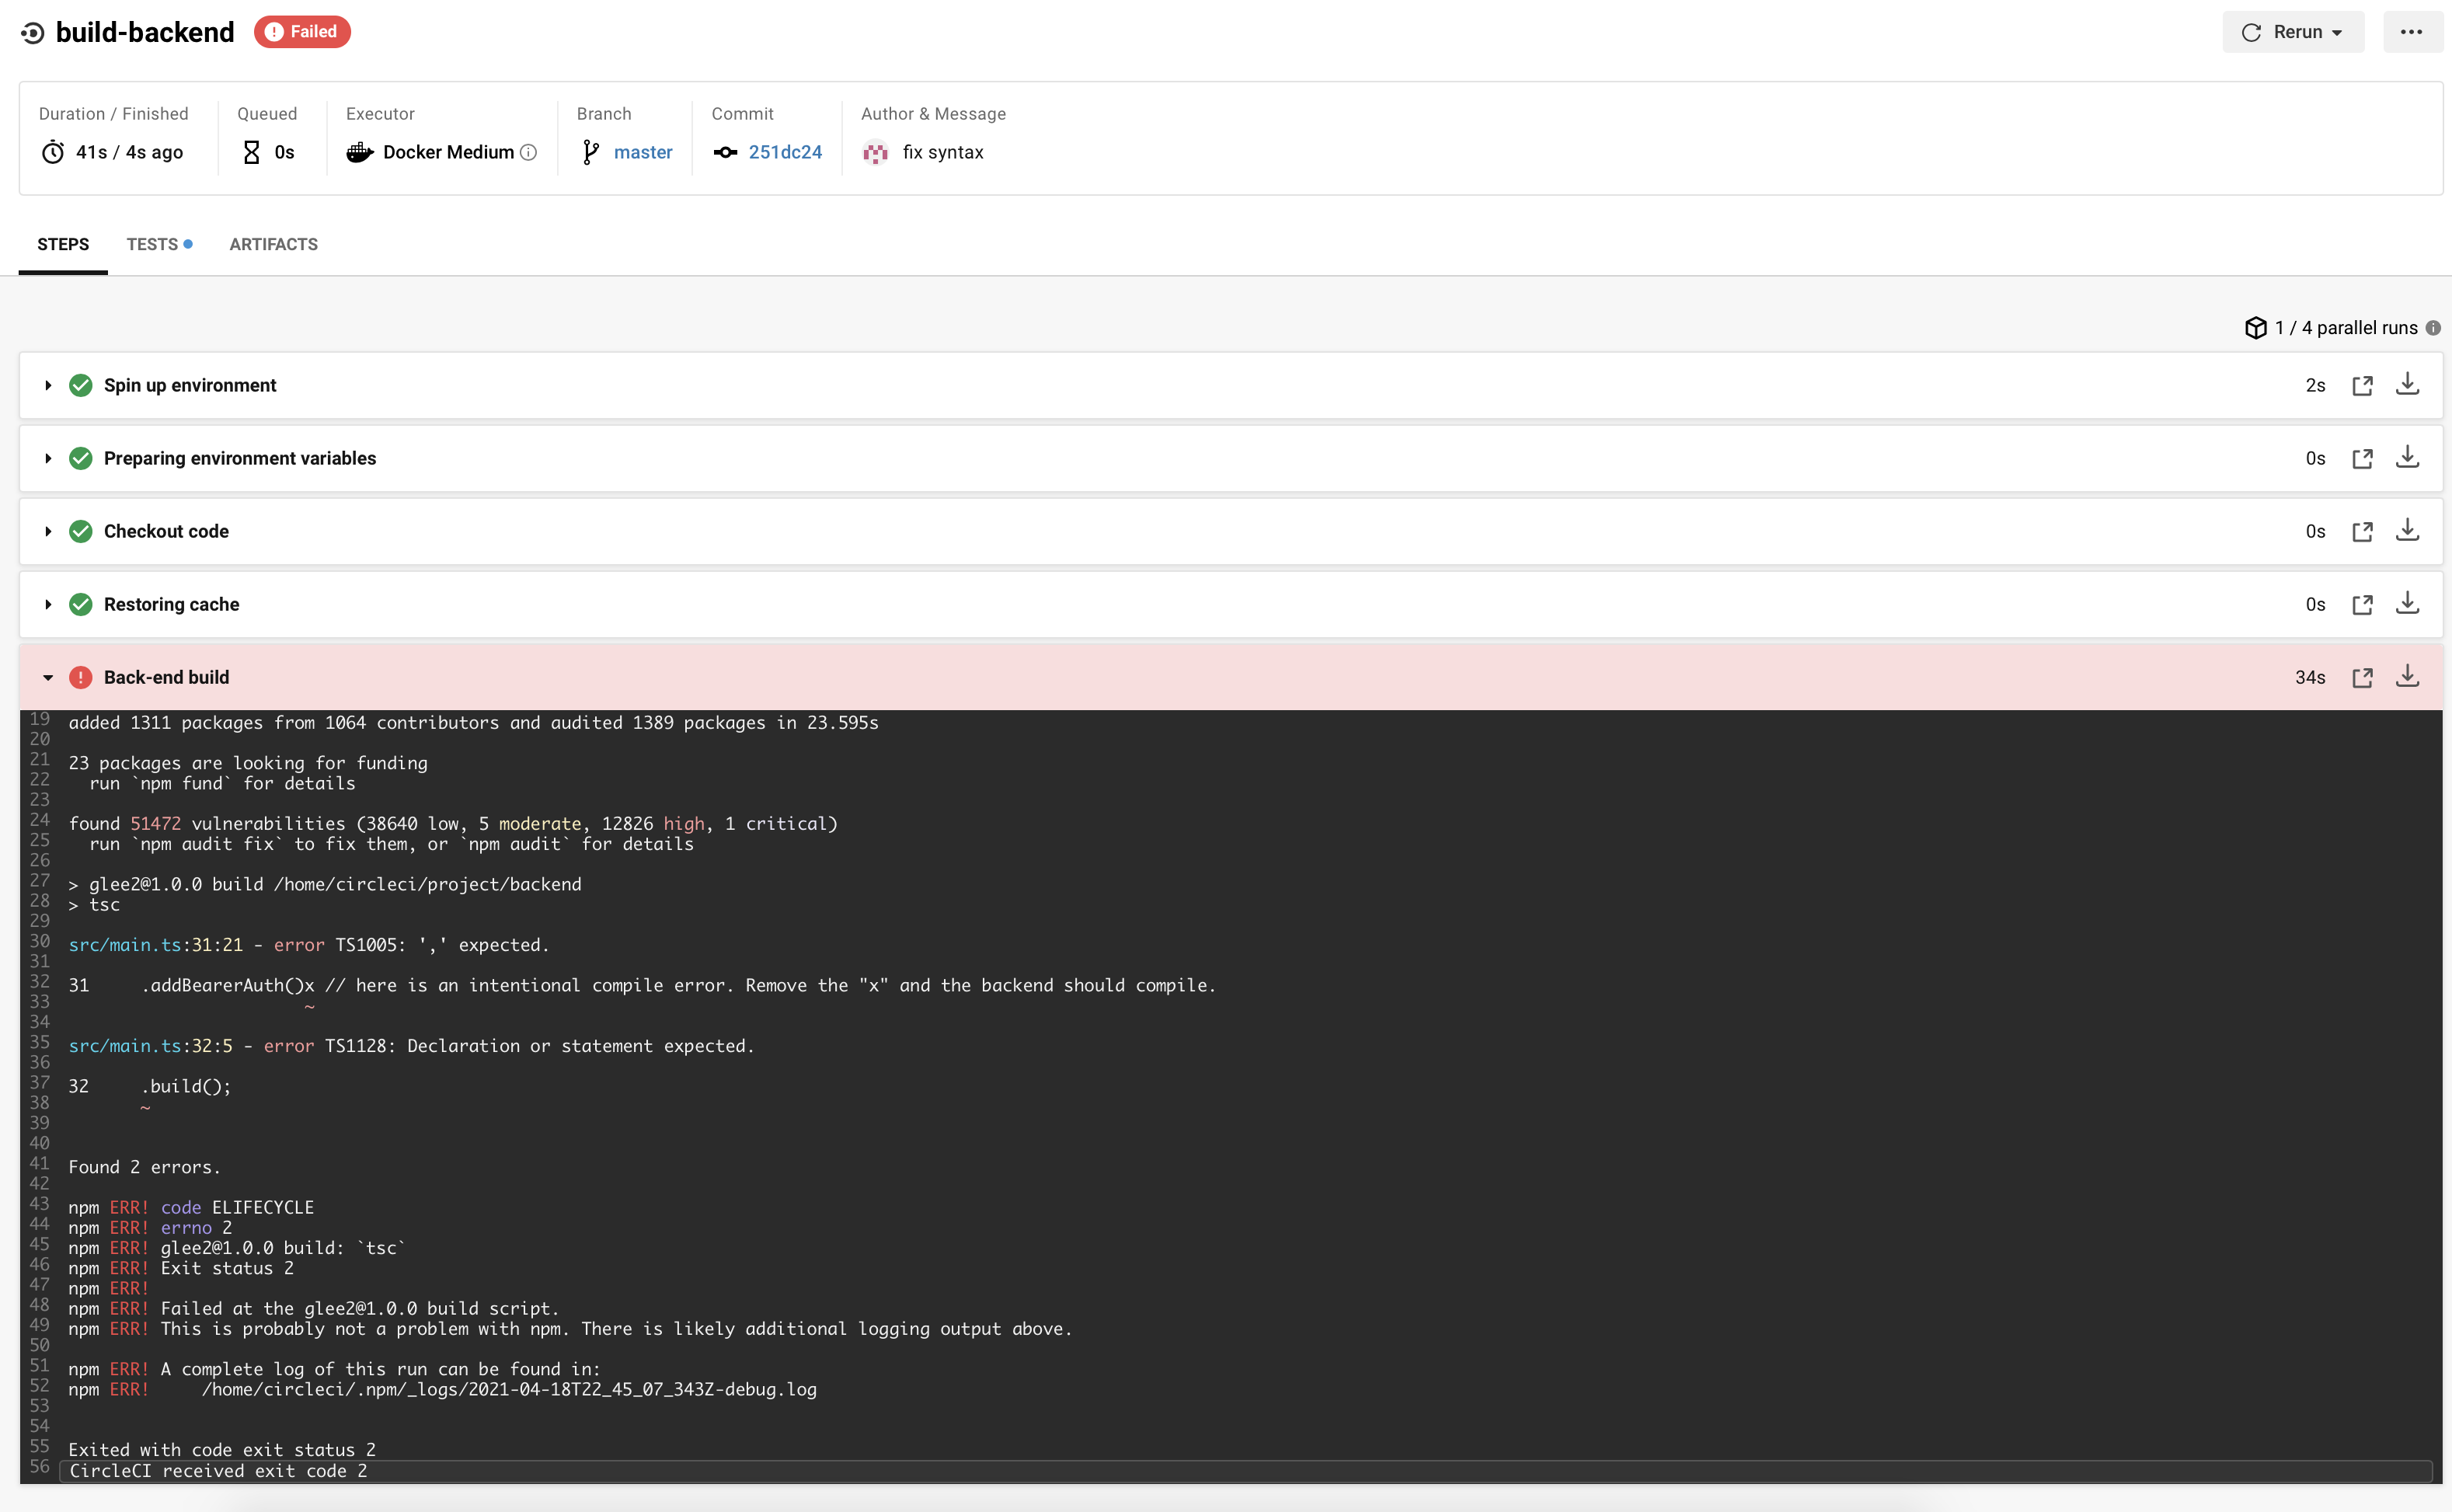 build-backend Failed Rerun
Duration / Finished Queued Executor Branch Commit Author & Message
41s / 4s ago 0s Docker Medium master 251dc24 fix syntax
STEPS TESTS ARTIFACTS
1 / 4 parallel runs
Spin up environment 2s
Preparing environment variables 0s
Checkout code 0s
Restoring cache 0s
Back-end build 34s
19 added 1311 packages from 1064 contributors and audited 1389 packages in 23.595s
20
21 23 packages are looking for funding
22   run `npm fund` for details
23
24 found 51472 vulnerabilities (38640 low, 5 moderate, 12826 high, 1 critical)
25   run `npm audit fix` to fix them, or `npm audit` for details
26
27 > glee2@1.0.0 build /home/circleci/project/backend
28 > tsc
29
30 src/main.ts:31:21 - error TS1005: ',' expected.
31
32 31     .addBearerAuth()x // here is an intentional compile error. Remove the "x" and the backend should compile.
33                        ~
34
35 src/main.ts:32:5 - error TS1128: Declaration or statement expected.
36
37 32     .build();
38        ~
39
40
41 Found 2 errors.
42
43 npm ERR! code ELIFECYCLE
44 npm ERR! errno 2
45 npm ERR! glee2@1.0.0 build: `tsc`
46 npm ERR! Exit status 2
47 npm ERR!
48 npm ERR! Failed at the glee2@1.0.0 build script.
49 npm ERR! This is probably not a problem with npm. There is likely additional logging output above.
50
51 npm ERR! A complete log of this run can be found in:
52 npm ERR!     /home/circleci/.npm/_logs/2021-04-18T22_45_07_343Z-debug.log
53
54
55 Exited with code exit status 2
56 CircleCI received exit code 2